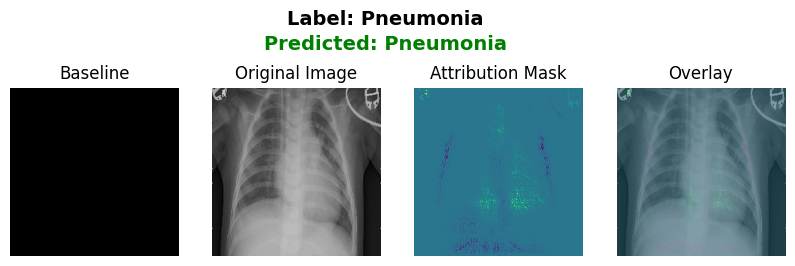 Label: Pneumonia
Predicted: Pneumonia
Baseline
Original Image
Attribution Mask
Overlay